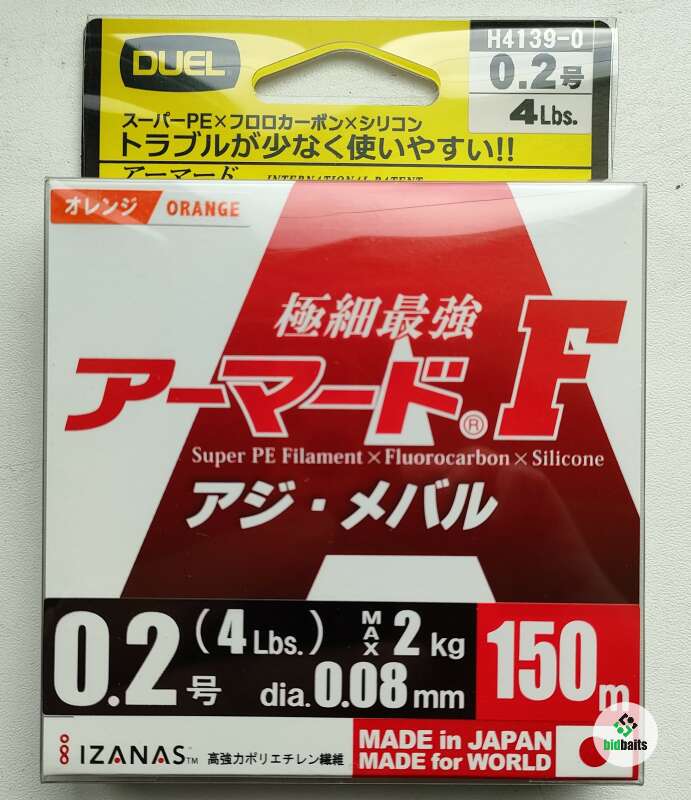 DUEL
H4139-O
0.2号
4Lbs.
スーパーPE×フロロカーボン×シリコン
トラブルが少なく使いやすい!!
アーマード
INTERNATIONAL PATENT
オレンジ ORANGE
極細最強
アーマード® F
Super PE Filament×Fluorocarbon×Silicone
アジ・メバル
0.2号 (4Lbs.) MAX 2kg
dia. 0.08mm
150m
IZANAS™ 高強力ポリエチレン繊維
MADE in JAPAN
MADE for WORLD
bidbaits